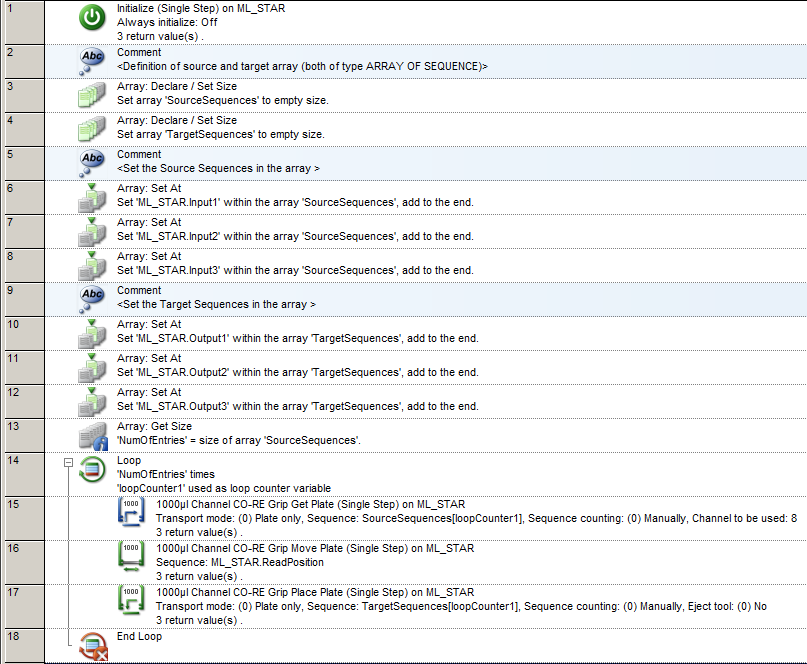 1
Initialize (Single Step) on ML_STAR
Always initialize: Off
3 return value(s) .
2
Abc
Comment
<Definition of source and target array (both of type ARRAY OF SEQUENCE)>
3
Array: Declare / Set Size
Set array 'SourceSequences' to empty size.
4
Array: Declare / Set Size
Set array 'TargetSequences' to empty size.
5
Abc
Comment
<Set the Source Sequences in the array >
6
Array: Set At
Set 'ML_STAR.Input1' within the array 'SourceSequences', add to the end.
7
Array: Set At
Set 'ML_STAR.Input2' within the array 'SourceSequences', add to the end.
8
Array: Set At
Set 'ML_STAR.Input3' within the array 'SourceSequences', add to the end.
9
Abc
Comment
<Set the Target Sequences in the array >
10
Array: Set At
Set 'ML_STAR.Output1' within the array 'TargetSequences', add to the end.
11
Array: Set At
Set 'ML_STAR.Output2' within the array 'TargetSequences', add to the end.
12
Array: Set At
Set 'ML_STAR.Output3' within the array 'TargetSequences', add to the end.
13
Array: Get Size
'NumOfEntries' = size of array 'SourceSequences'.
14
Loop
'NumOfEntries' times
'loopCounter1' used as loop counter variable
15
1000
1000µl Channel CO-RE Grip Get Plate (Single Step) on ML_STAR
Transport mode: (0) Plate only, Sequence: SourceSequences[loopCounter1], Sequence counting: (0) Manually, Channel to be used: 8
3 return value(s) .
16
1000
1000µl Channel CO-RE Grip Move Plate (Single Step) on ML_STAR
Sequence: ML_STAR.ReadPosition
3 return value(s) .
17
1000
1000µl Channel CO-RE Grip Place Plate (Single Step) on ML_STAR
Transport mode: (0) Plate only, Sequence: TargetSequences[loopCounter1], Sequence counting: (0) Manually, Eject tool: (0) No
3 return value(s) .
18
End Loop